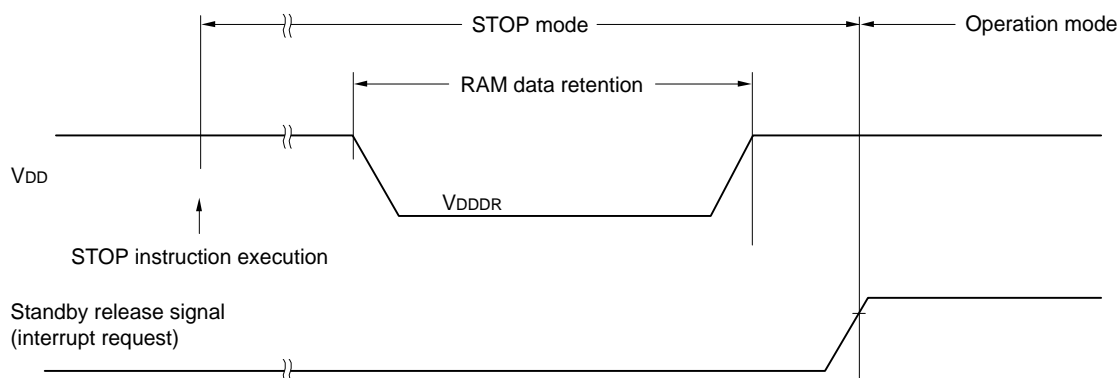 STOP mode
Operation mode
RAM data retention
VDD
VDDDR
STOP instruction execution
Standby release signal
(interrupt request)